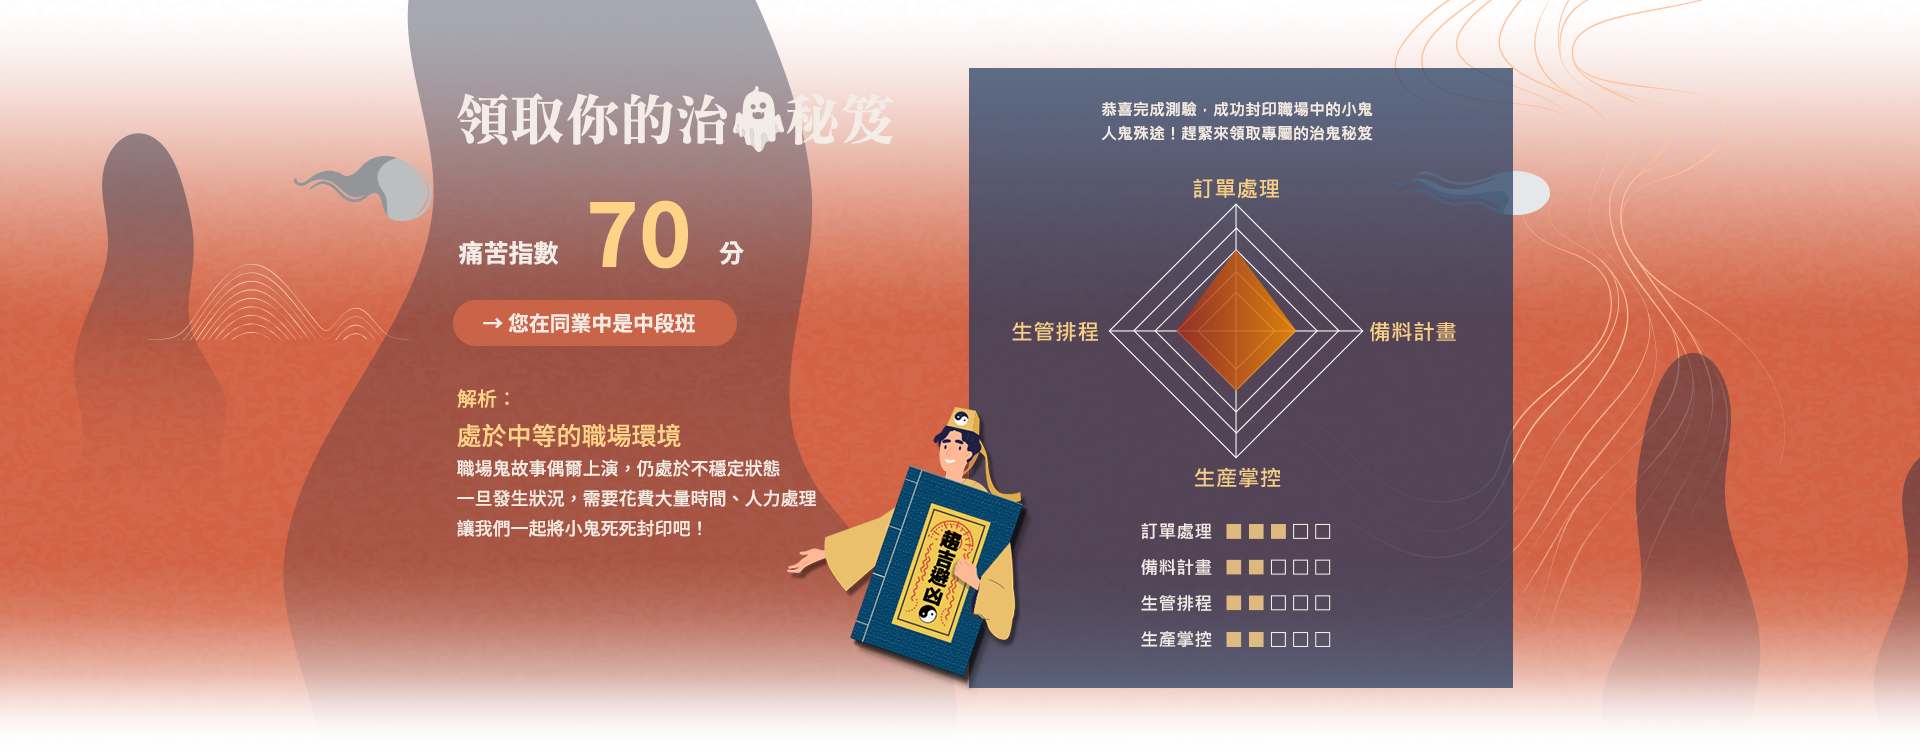 領取你的治秘笈
痛苦指數 70 分
→ 您在同業中是中段班
解析：
處於中等的職場環境
職場鬼故事偶爾上演，仍處於不穩定狀態
一旦發生狀況，需要花費大量時間、人力處理
讓我們一起將小鬼死死封印吧！
趨吉避凶
恭喜完成測驗．成功封印職場中的小鬼
人鬼殊途！趕緊來領取專屬的治鬼秘笈
訂單處理
生管排程
備料計畫
生産掌控
訂單處理
備料計畫
生管排程
生產掌控